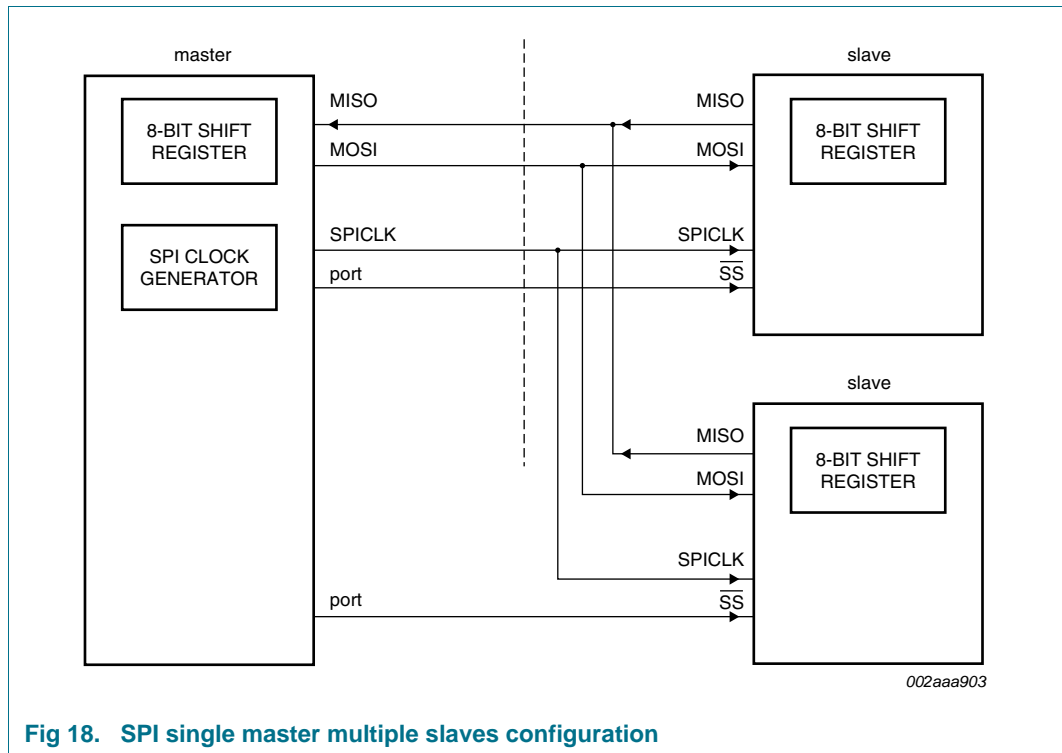 master
slave
MISO
MISO
8-BIT SHIFT
REGISTER
8-BIT SHIFT
REGISTER
MOSI
MOSI
SPICLK
SPICLK
SPI CLOCK
GENERATOR
port
SS
slave
MISO
8-BIT SHIFT
REGISTER
MOSI
SPICLK
port
SS
002aaa903
Fig 18. SPI single master multiple slaves configuration